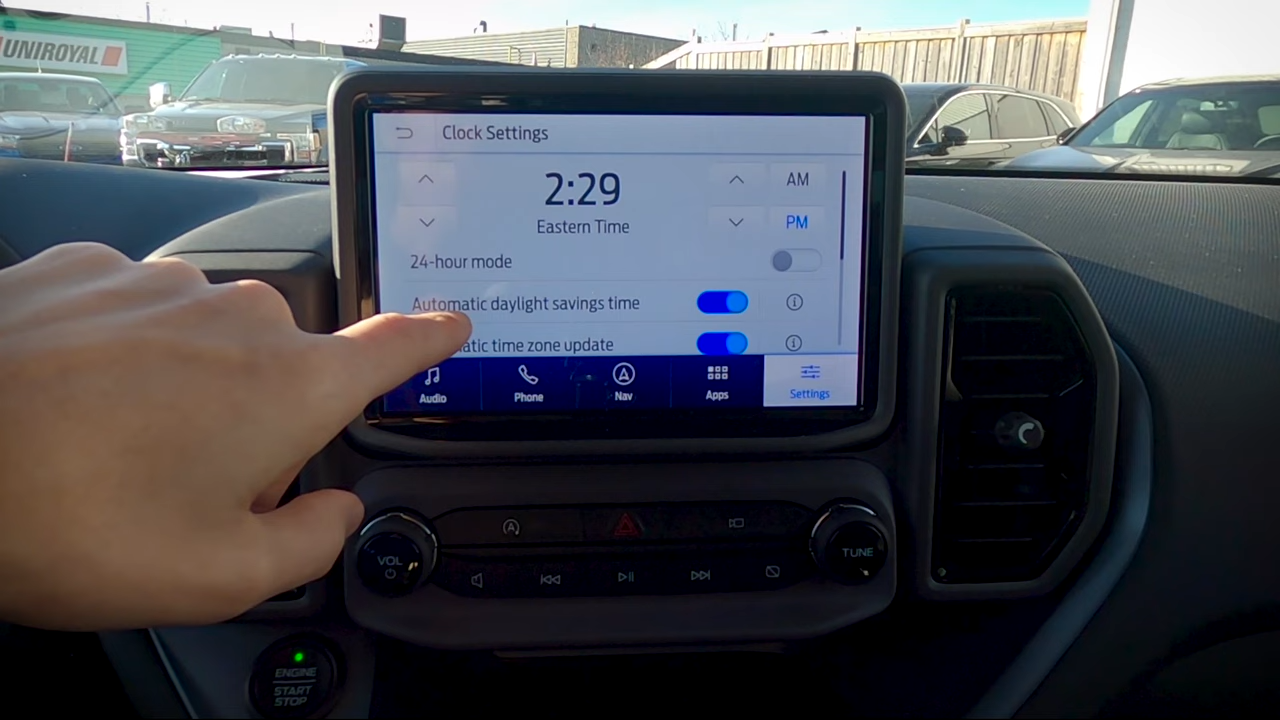 UNIROYAL
Clock Settings
2:29
AM
Eastern Time
PM
24-hour mode
Automatic daylight savings time
atic time zone update
Audio
Phone
Nav
Apps
Settings
VOL
TUNE
ENGINE
START
STOP